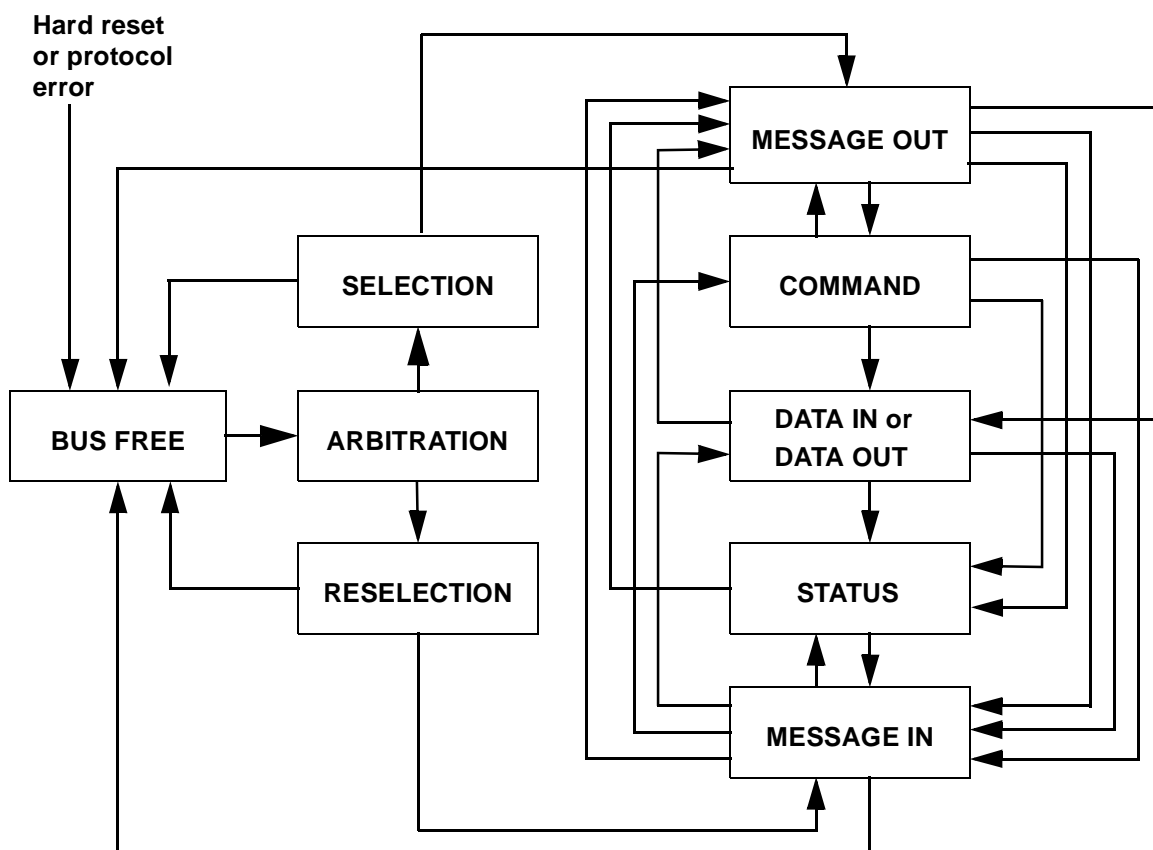 Hard reset
or protocol
error
MESSAGE OUT
SELECTION
COMMAND
BUS FREE
ARBITRATION
DATA IN or
DATA OUT
RESELECTION
STATUS
MESSAGE IN